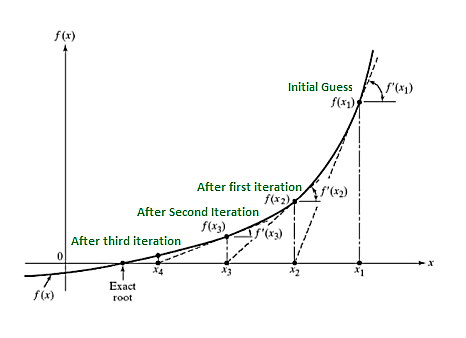 f(x)
Initial Guess
f'(x₁)
f(x₁)
After first iteration
f'(x₂)
f(x₂)
After Second Iteration
f(x₃)
f'(x₃)
After third iteration
0
x₄
x₃
x₂
x₁
x
f(x)
Exact
root